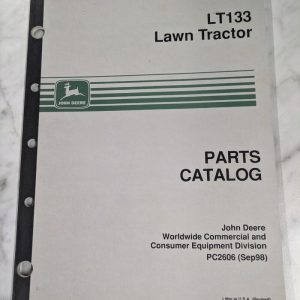 LT133
Lawn Tractor
JOHN DEERE
PARTS
CATALOG
John Deere
Worldwide Commercial and
Consumer Equipment Division
PC2606 (Sep98)